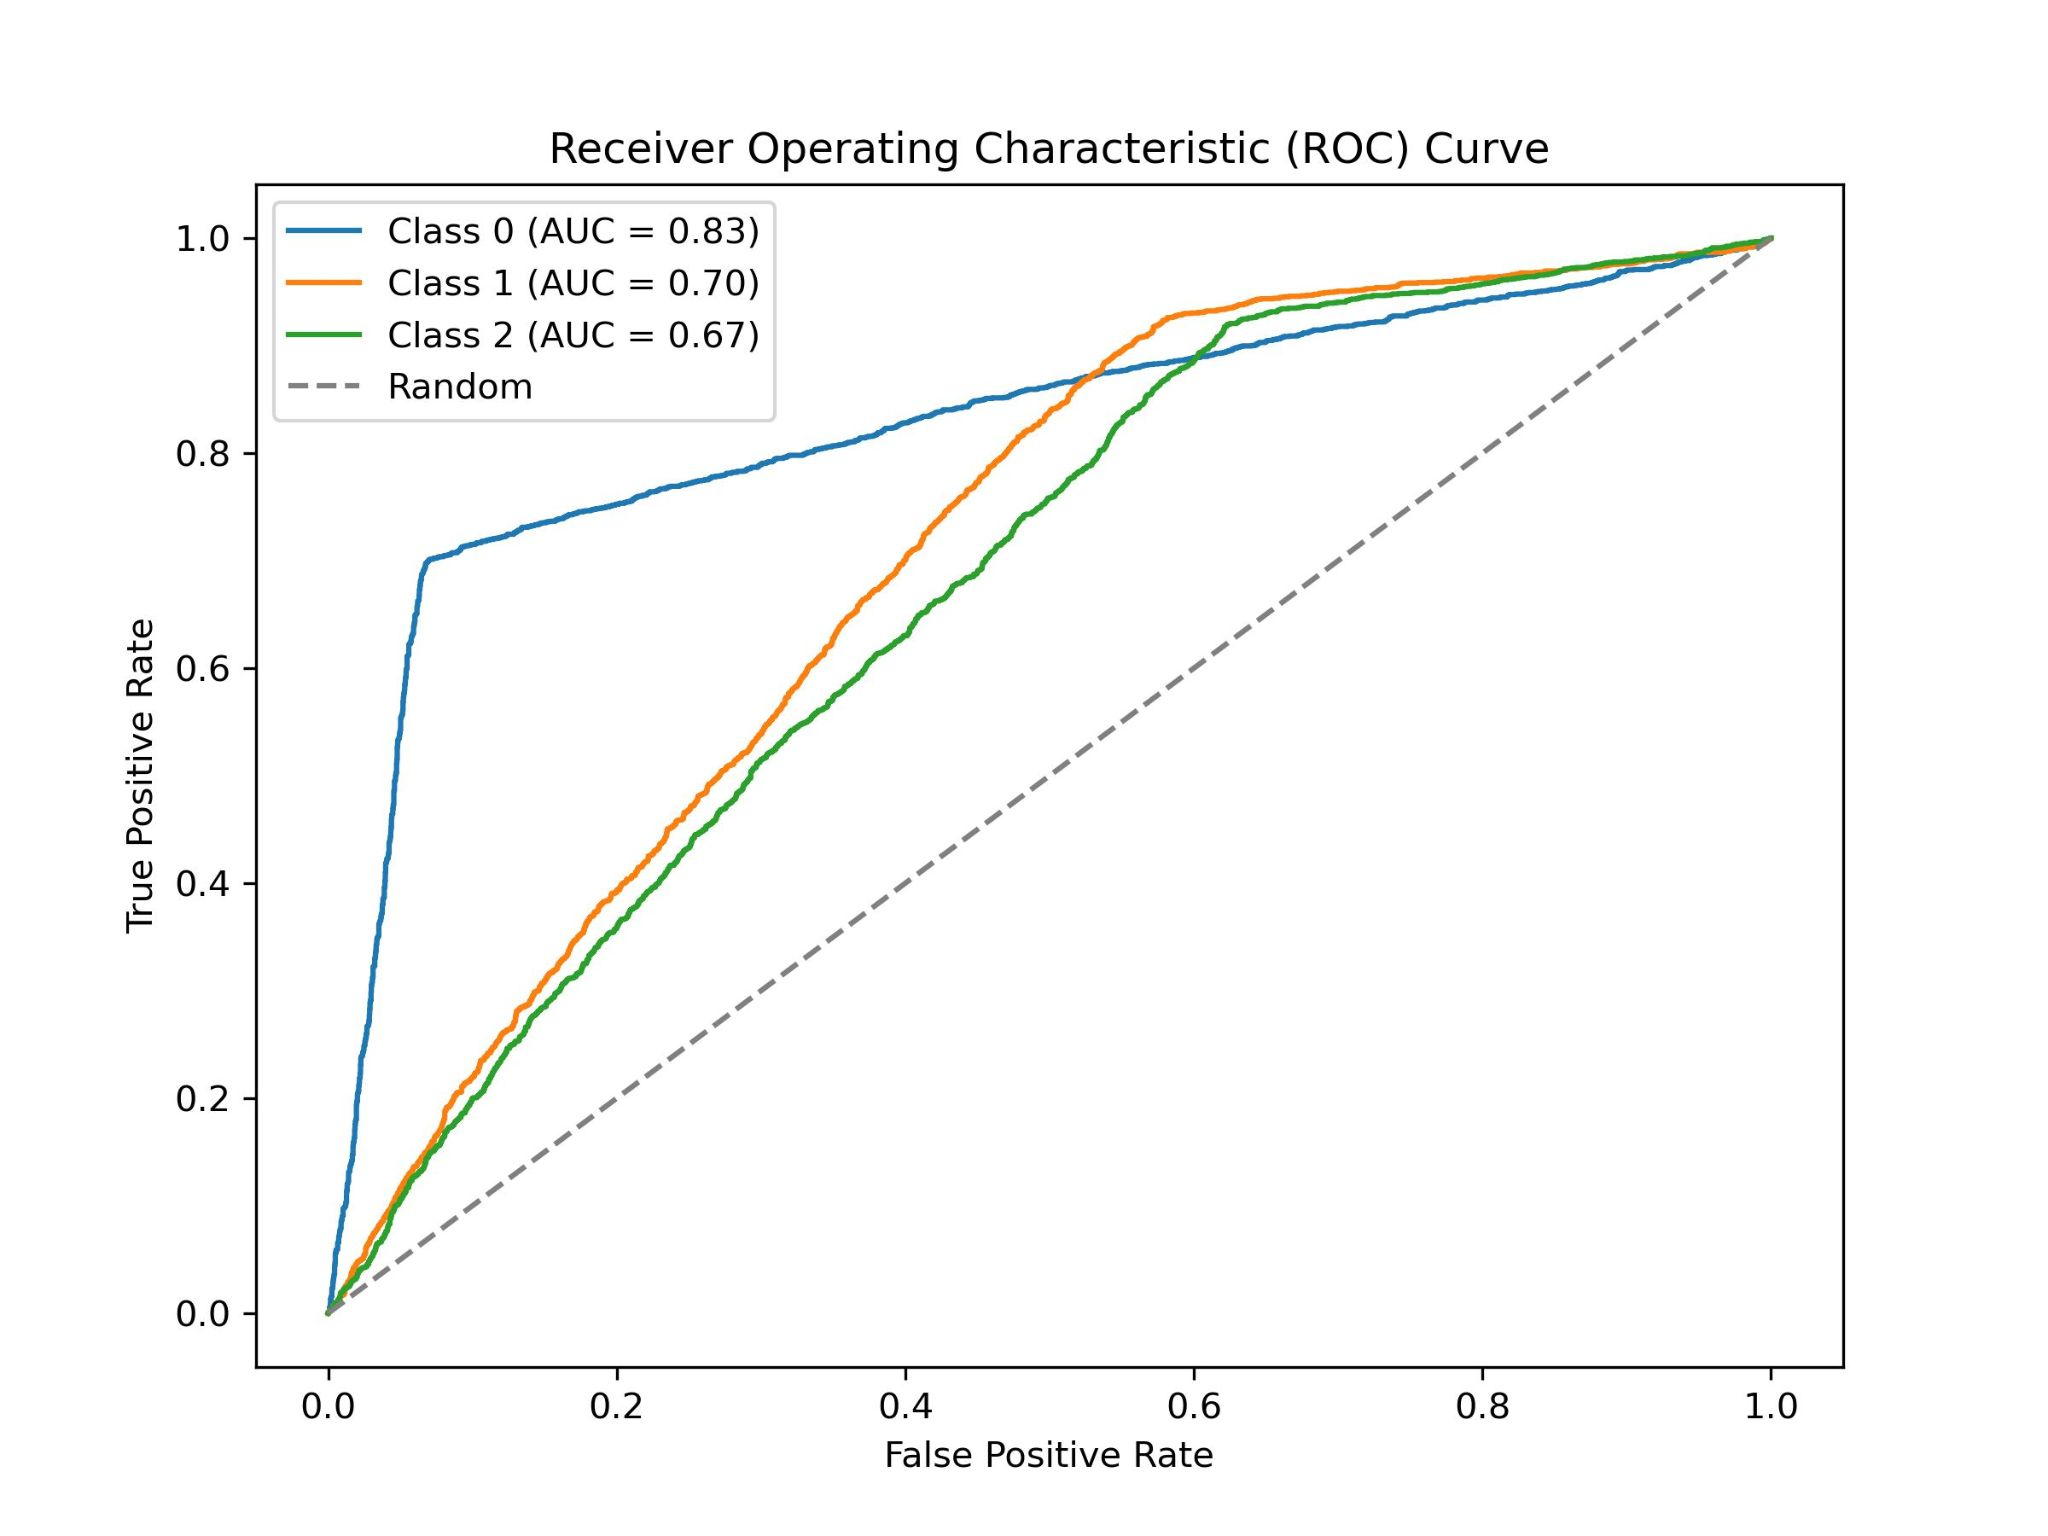 Receiver Operating Characteristic (ROC) Curve
Class 0 (AUC = 0.83)
Class 1 (AUC = 0.70)
Class 2 (AUC = 0.67)
Random
True Positive Rate
1.0
0.8
0.6
0.4
0.2
0.0
0.0 0.2 0.4 0.6 0.8 1.0
False Positive Rate